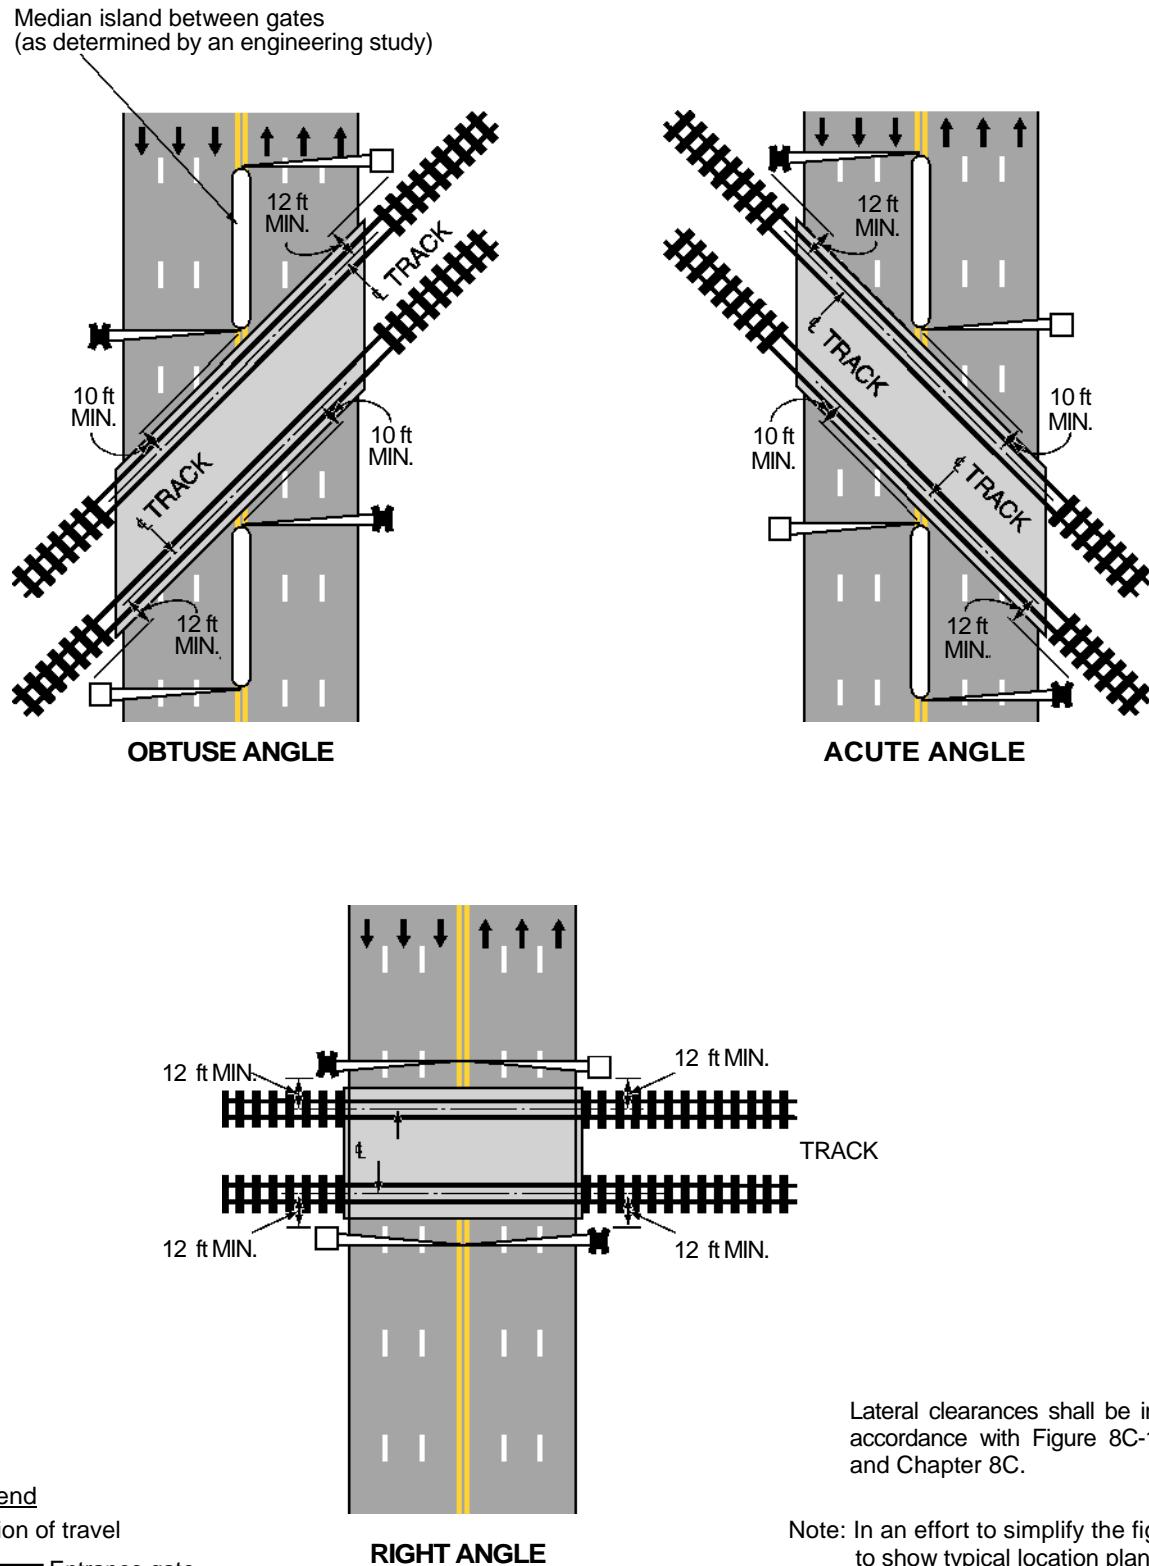 Median island between gates
(as determined by an engineering study)
12 ft
MIN.
℄ TRACK
10 ft
MIN.
10 ft
MIN.
℄ TRACK
12 ft
MIN.
OBTUSE ANGLE
12 ft
MIN.
℄ TRACK
10 ft
MIN.
10 ft
MIN.
℄ TRACK
12 ft
MIN.
ACUTE ANGLE
12 ft MIN.
12 ft MIN.
℄
TRACK
12 ft MIN.
12 ft MIN.
RIGHT ANGLE
Lateral clearances shall be
accordance with Figure 8C-1
and Chapter 8C.
end
ion of travel
Entrance gate
Note: In an effort to simplify the fig
to show typical location plan